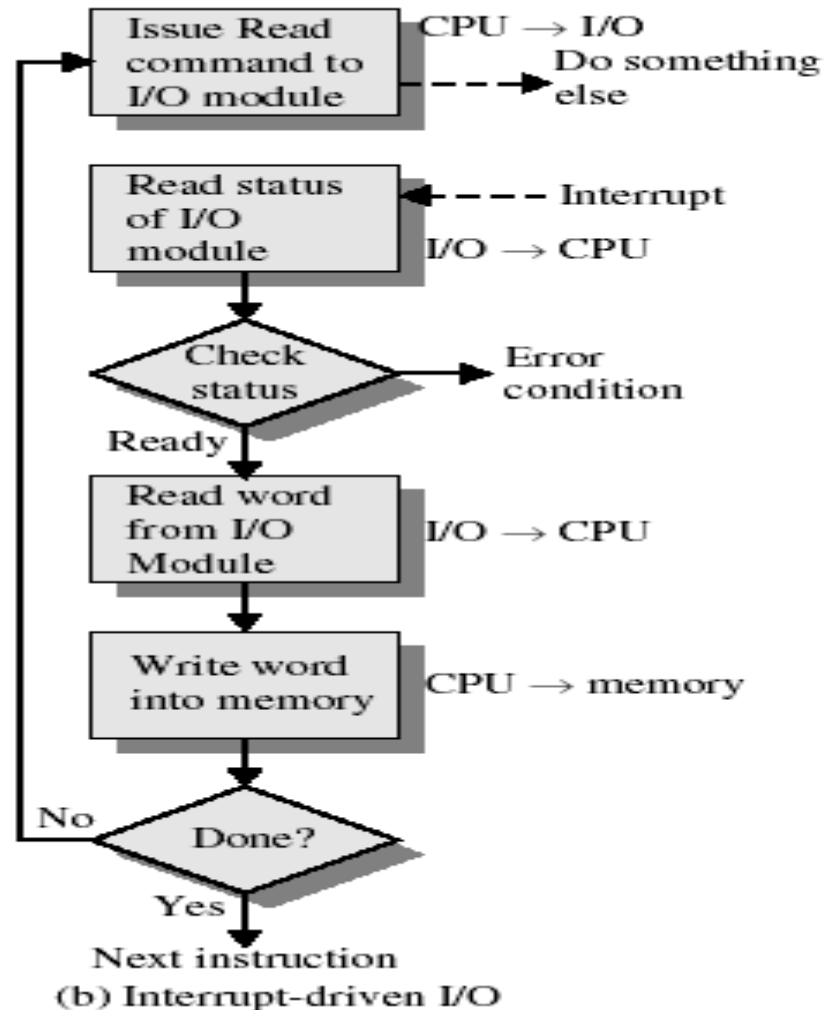 Issue Read
command to
I/O module
CPU → I/O
Do something
else
Read status
of I/O
module
Interrupt
I/O → CPU
Check
status
Error
condition
Ready
Read word
from I/O
Module
I/O → CPU
Write word
into memory
CPU → memory
No
Done?
Yes
Next instruction
(b) Interrupt-driven I/O